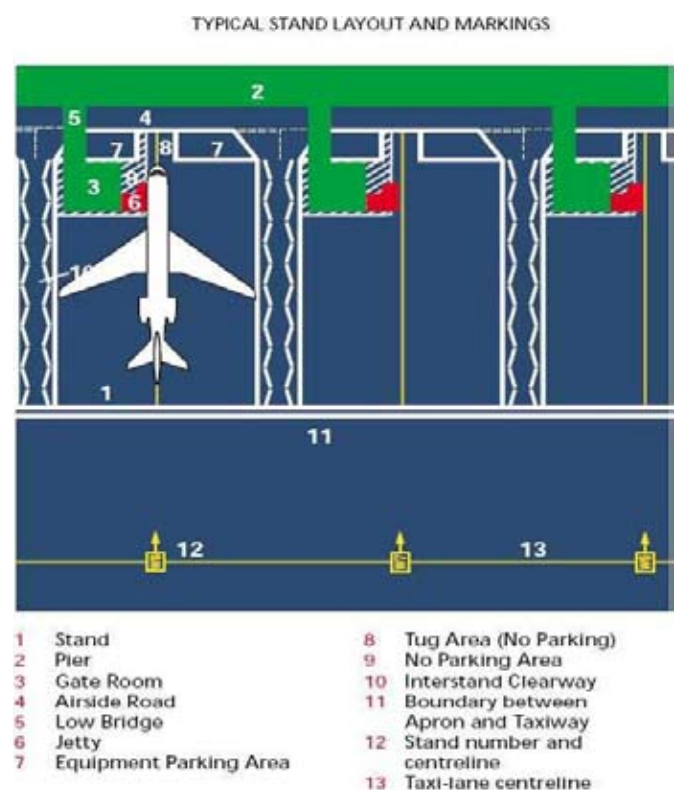 TYPICAL STAND LAYOUT AND MARKINGS
2
5 4
7 8 7
3 9
6
10
1
11
12 13
1 Stand
2 Pier
3 Gate Room
4 Airside Road
5 Low Bridge
6 Jetty
7 Equipment Parking Area
8 Tug Area (No Parking)
9 No Parking Area
10 Interstand Clearway
11 Boundary between
Apron and Taxiway
12 Stand number and
centreline
13 Taxi-lane centreline